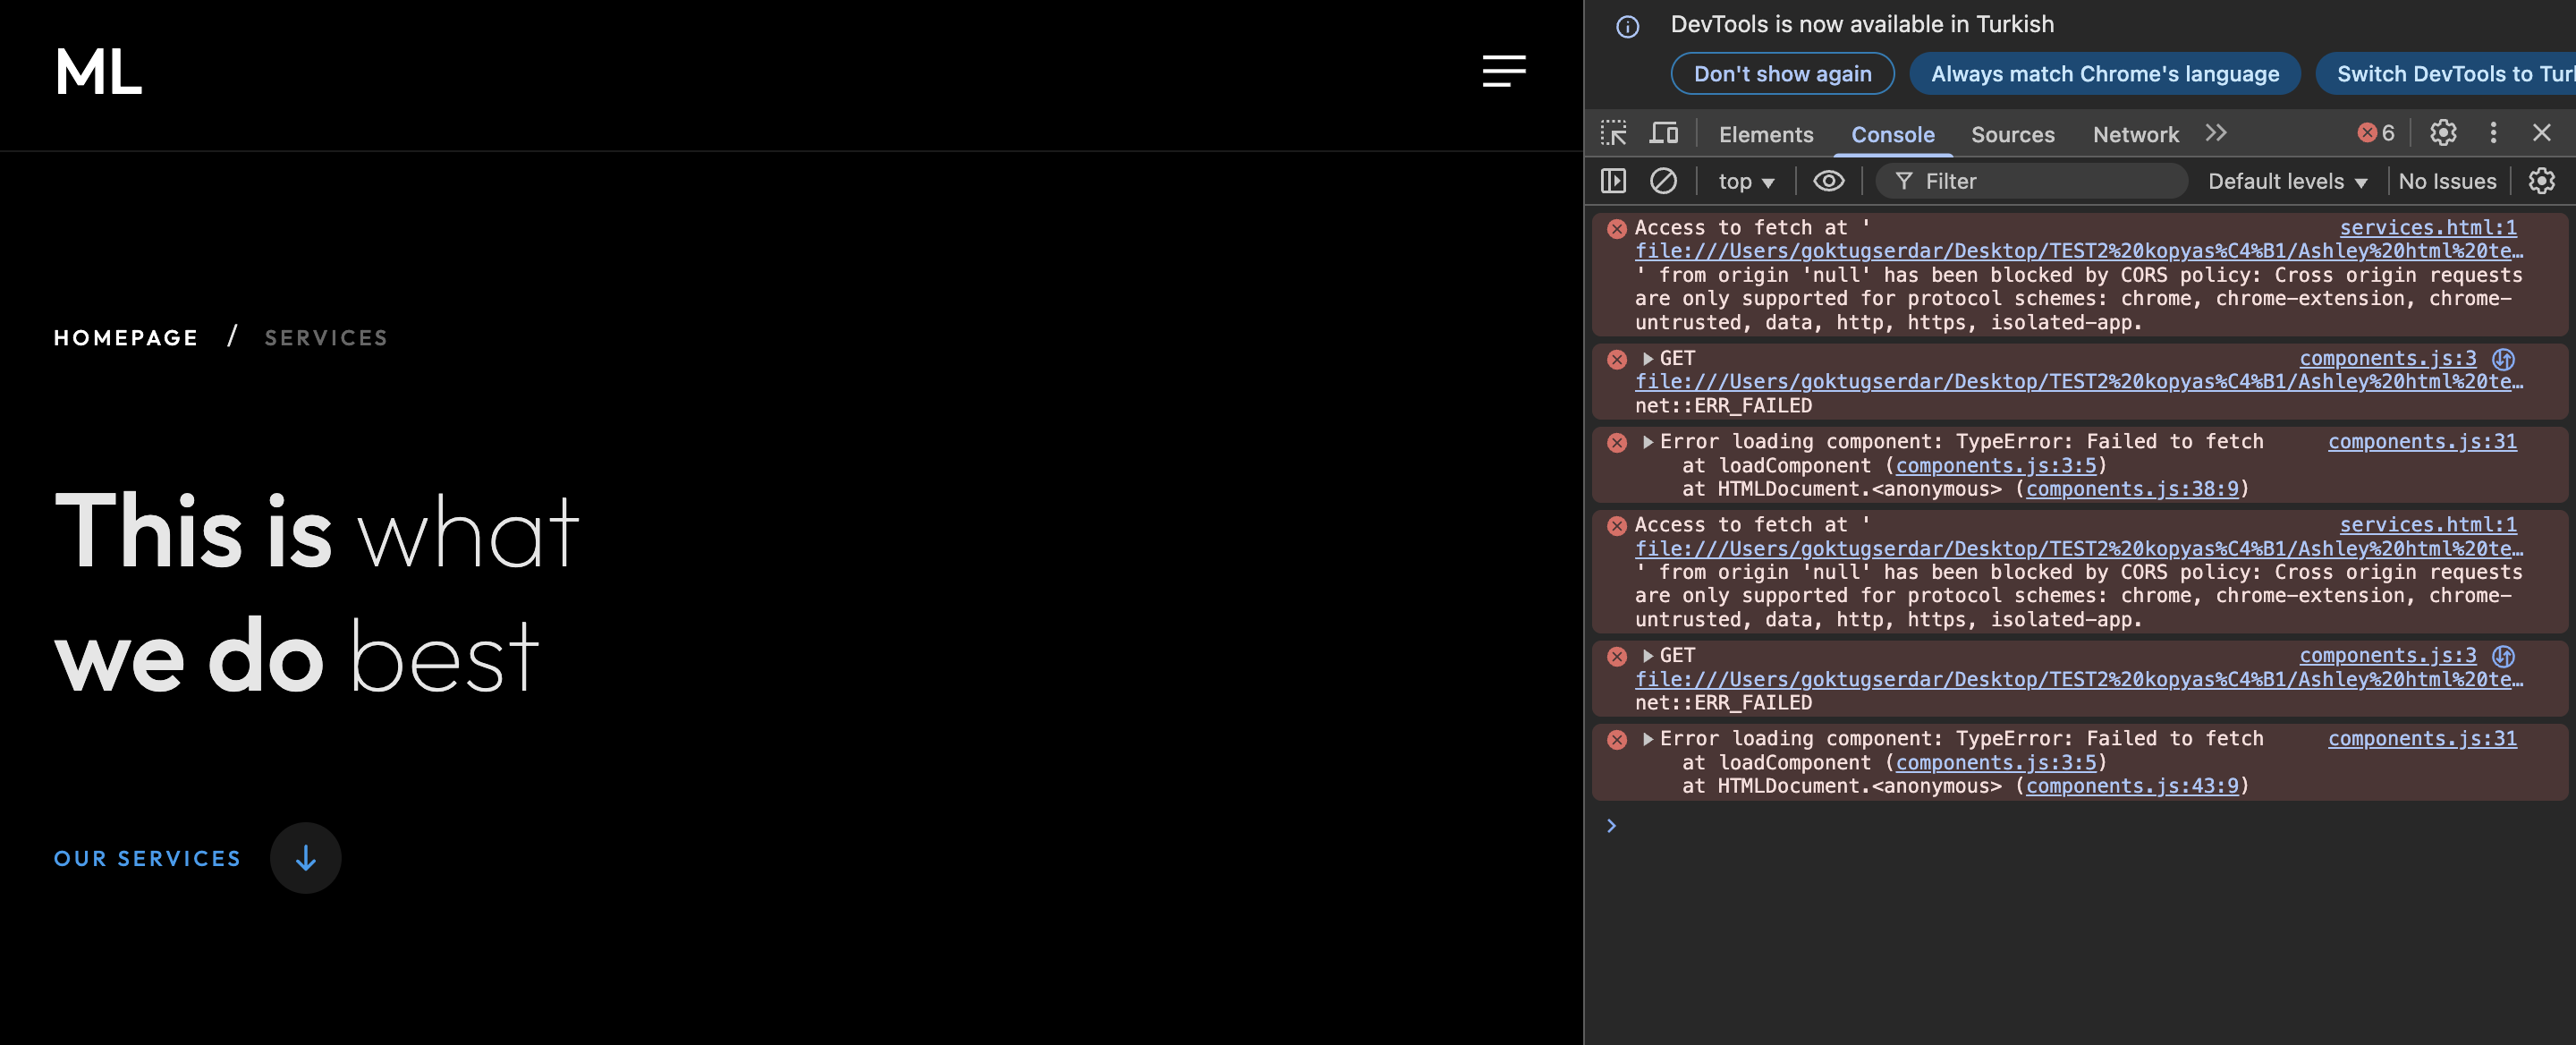 ML
HOMEPAGE / SERVICES
This is what
we do best
OUR SERVICES
DevTools is now available in Turkish
Don't show again
Always match Chrome's language
Switch DevTools to Tur
Elements
Console
Sources
Network
6
top
Filter
Default levels
No Issues
Access to fetch at ' services.html:1
file:///Users/goktugserdar/Desktop/TEST2%20kopyas%C4%B1/Ashley%20html%20te…
' from origin 'null' has been blocked by CORS policy: Cross origin requests
are only supported for protocol schemes: chrome, chrome-extension, chrome-
untrusted, data, http, https, isolated-app.
GET components.js:3
file:///Users/goktugserdar/Desktop/TEST2%20kopyas%C4%B1/Ashley%20html%20te…
net::ERR_FAILED
Error loading component: TypeError: Failed to fetch components.js:31
at loadComponent (components.js:3:5)
at HTMLDocument.<anonymous> (components.js:38:9)
Access to fetch at ' services.html:1
file:///Users/goktugserdar/Desktop/TEST2%20kopyas%C4%B1/Ashley%20html%20te…
' from origin 'null' has been blocked by CORS policy: Cross origin requests
are only supported for protocol schemes: chrome, chrome-extension, chrome-
untrusted, data, http, https, isolated-app.
GET components.js:3
file:///Users/goktugserdar/Desktop/TEST2%20kopyas%C4%B1/Ashley%20html%20te…
net::ERR_FAILED
Error loading component: TypeError: Failed to fetch components.js:31
at loadComponent (components.js:3:5)
at HTMLDocument.<anonymous> (components.js:43:9)